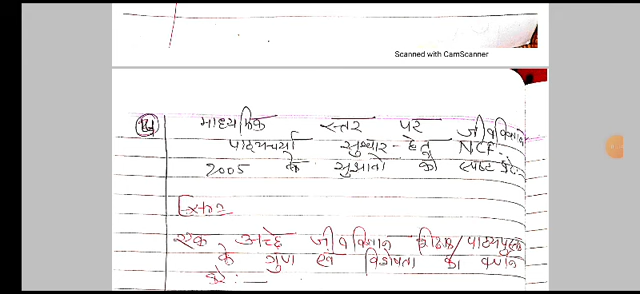 Scanned with CamScanner
14 माध्यमिक स्तर पर जीवविज्ञान
पाठ्यचर्या सुधार हेतु NCF-
2005 के सुझावो को स्पष्ट करे
Extra
एक अच्छे जीवविज्ञान शिक्षक/पाठ्यपुस्तक
के गुण एवं विशेषता का वर्णन
करे